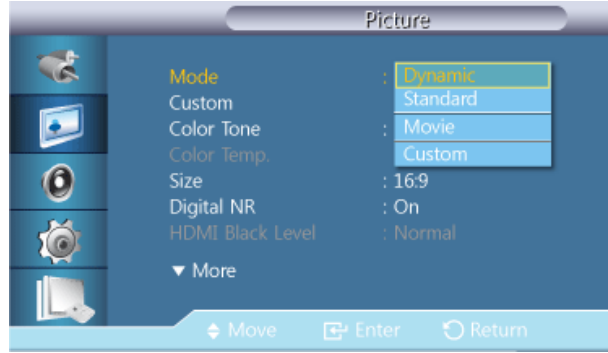 Picture
Mode : Dynamic
Custom Standard
Color Tone : Movie
Color Temp. Custom
Size : 16:9
Digital NR : On
HDMI Black Level : Normal
▼ More
Move Enter Return